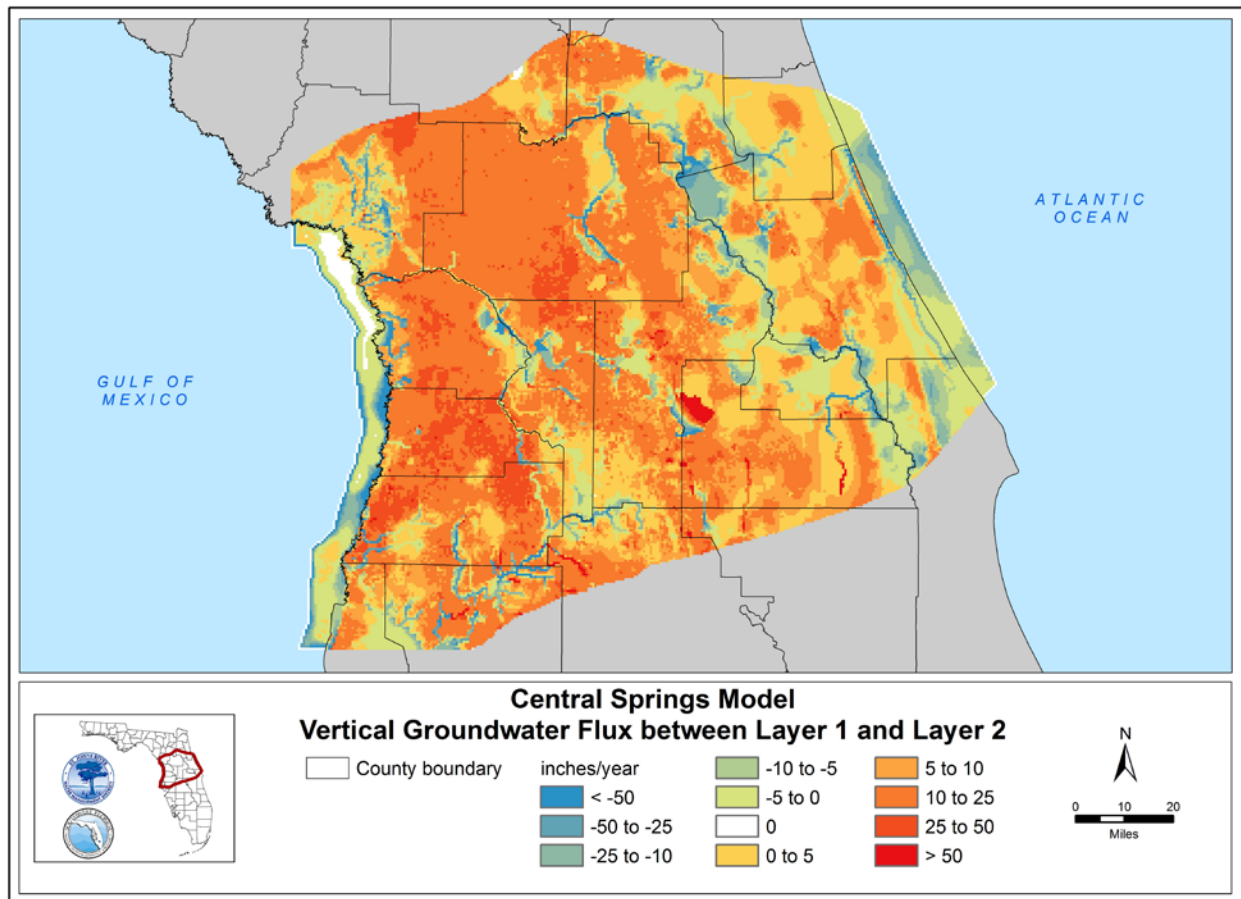 GULF OF
MEXICO
ATLANTIC
OCEAN
Central Springs Model
Vertical Groundwater Flux between Layer 1 and Layer 2
County boundary
inches/year
< -50
-50 to -25
-25 to -10
-10 to -5
-5 to 0
0
0 to 5
5 to 10
10 to 25
25 to 50
> 50
N
0 10 20
Miles